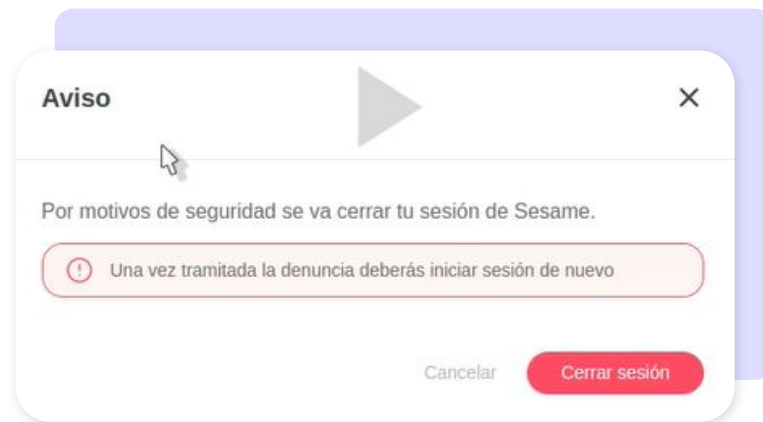 Aviso
Por motivos de seguridad se va cerrar tu sesión de Sesame.
Una vez tramitada la denuncia deberás iniciar sesión de nuevo
Cancelar
Cerrar sesión